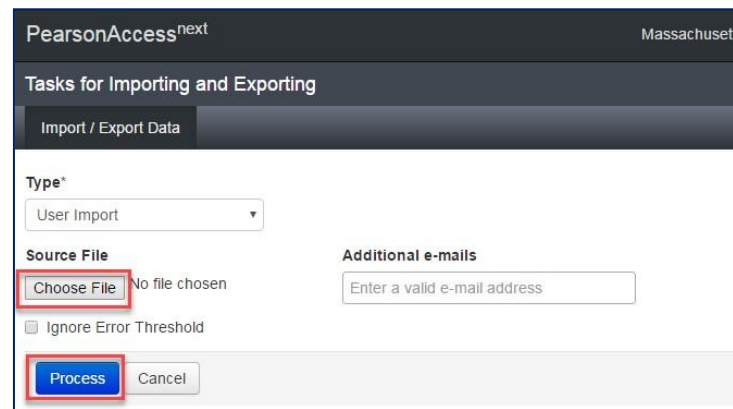 PearsonAccessnext
Massachuset
Tasks for Importing and Exporting
Import / Export Data
Type*
User Import
Source File
Additional e-mails
Choose File No file chosen
Enter a valid e-mail address
Ignore Error Threshold
Process Cancel